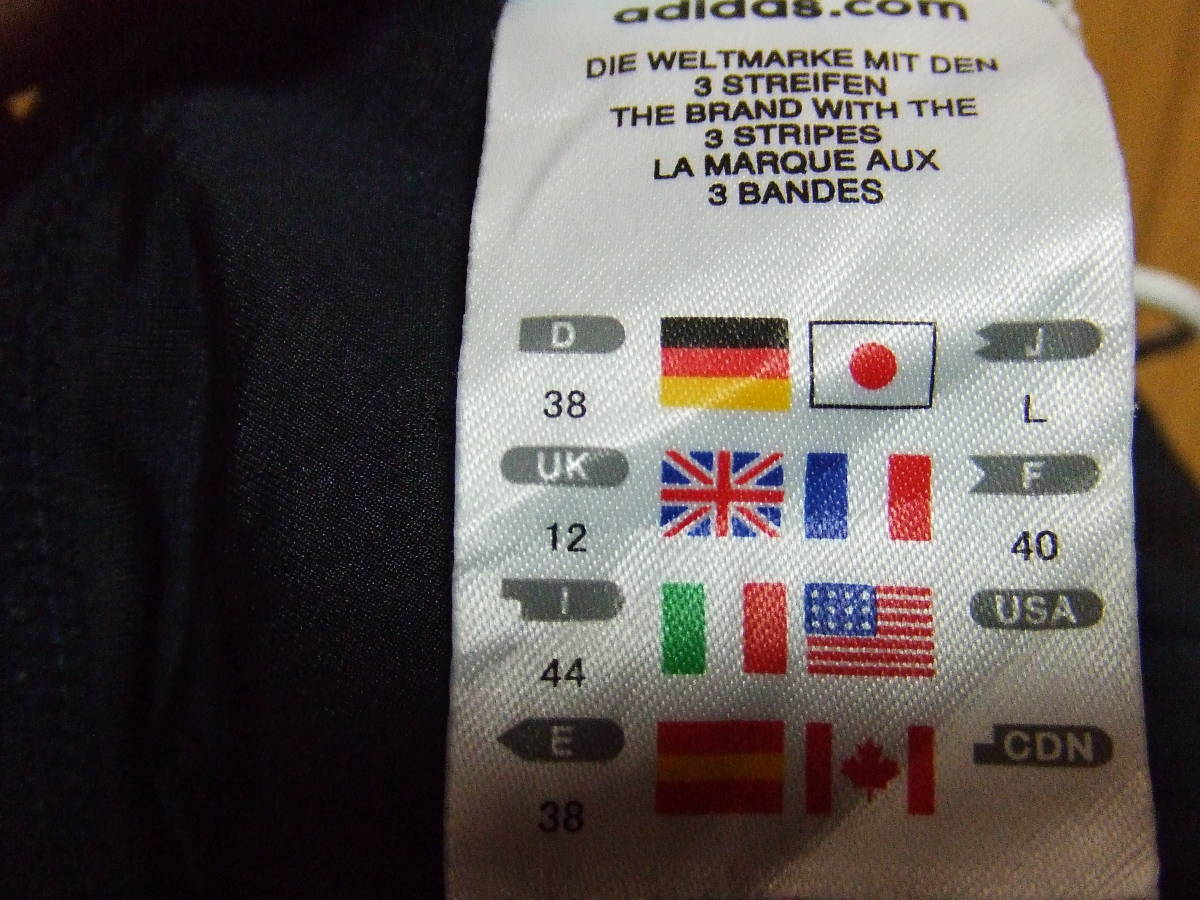 adidas.com
DIE WELTMARKE MIT DEN
3 STREIFEN
THE BRAND WITH THE
3 STRIPES
LA MARQUE AUX
3 BANDES
D J
38 L
UK F
12 40
I USA
44
E CDN
38